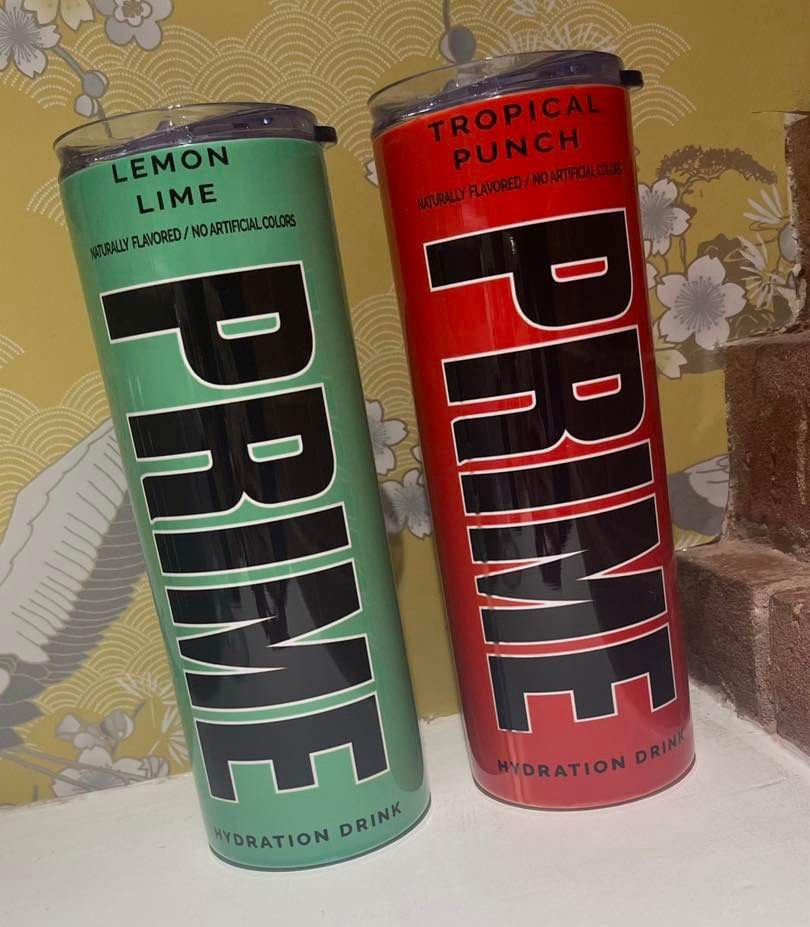 LEMON
LIME
NATURALLY FLAVORED / NO ARTIFICIAL COLORS
PRIME
HYDRATION DRINK
TROPICAL
PUNCH
NATURALLY FLAVORED / NO ARTIFICIAL COLORS
PRIME
HYDRATION DRINK